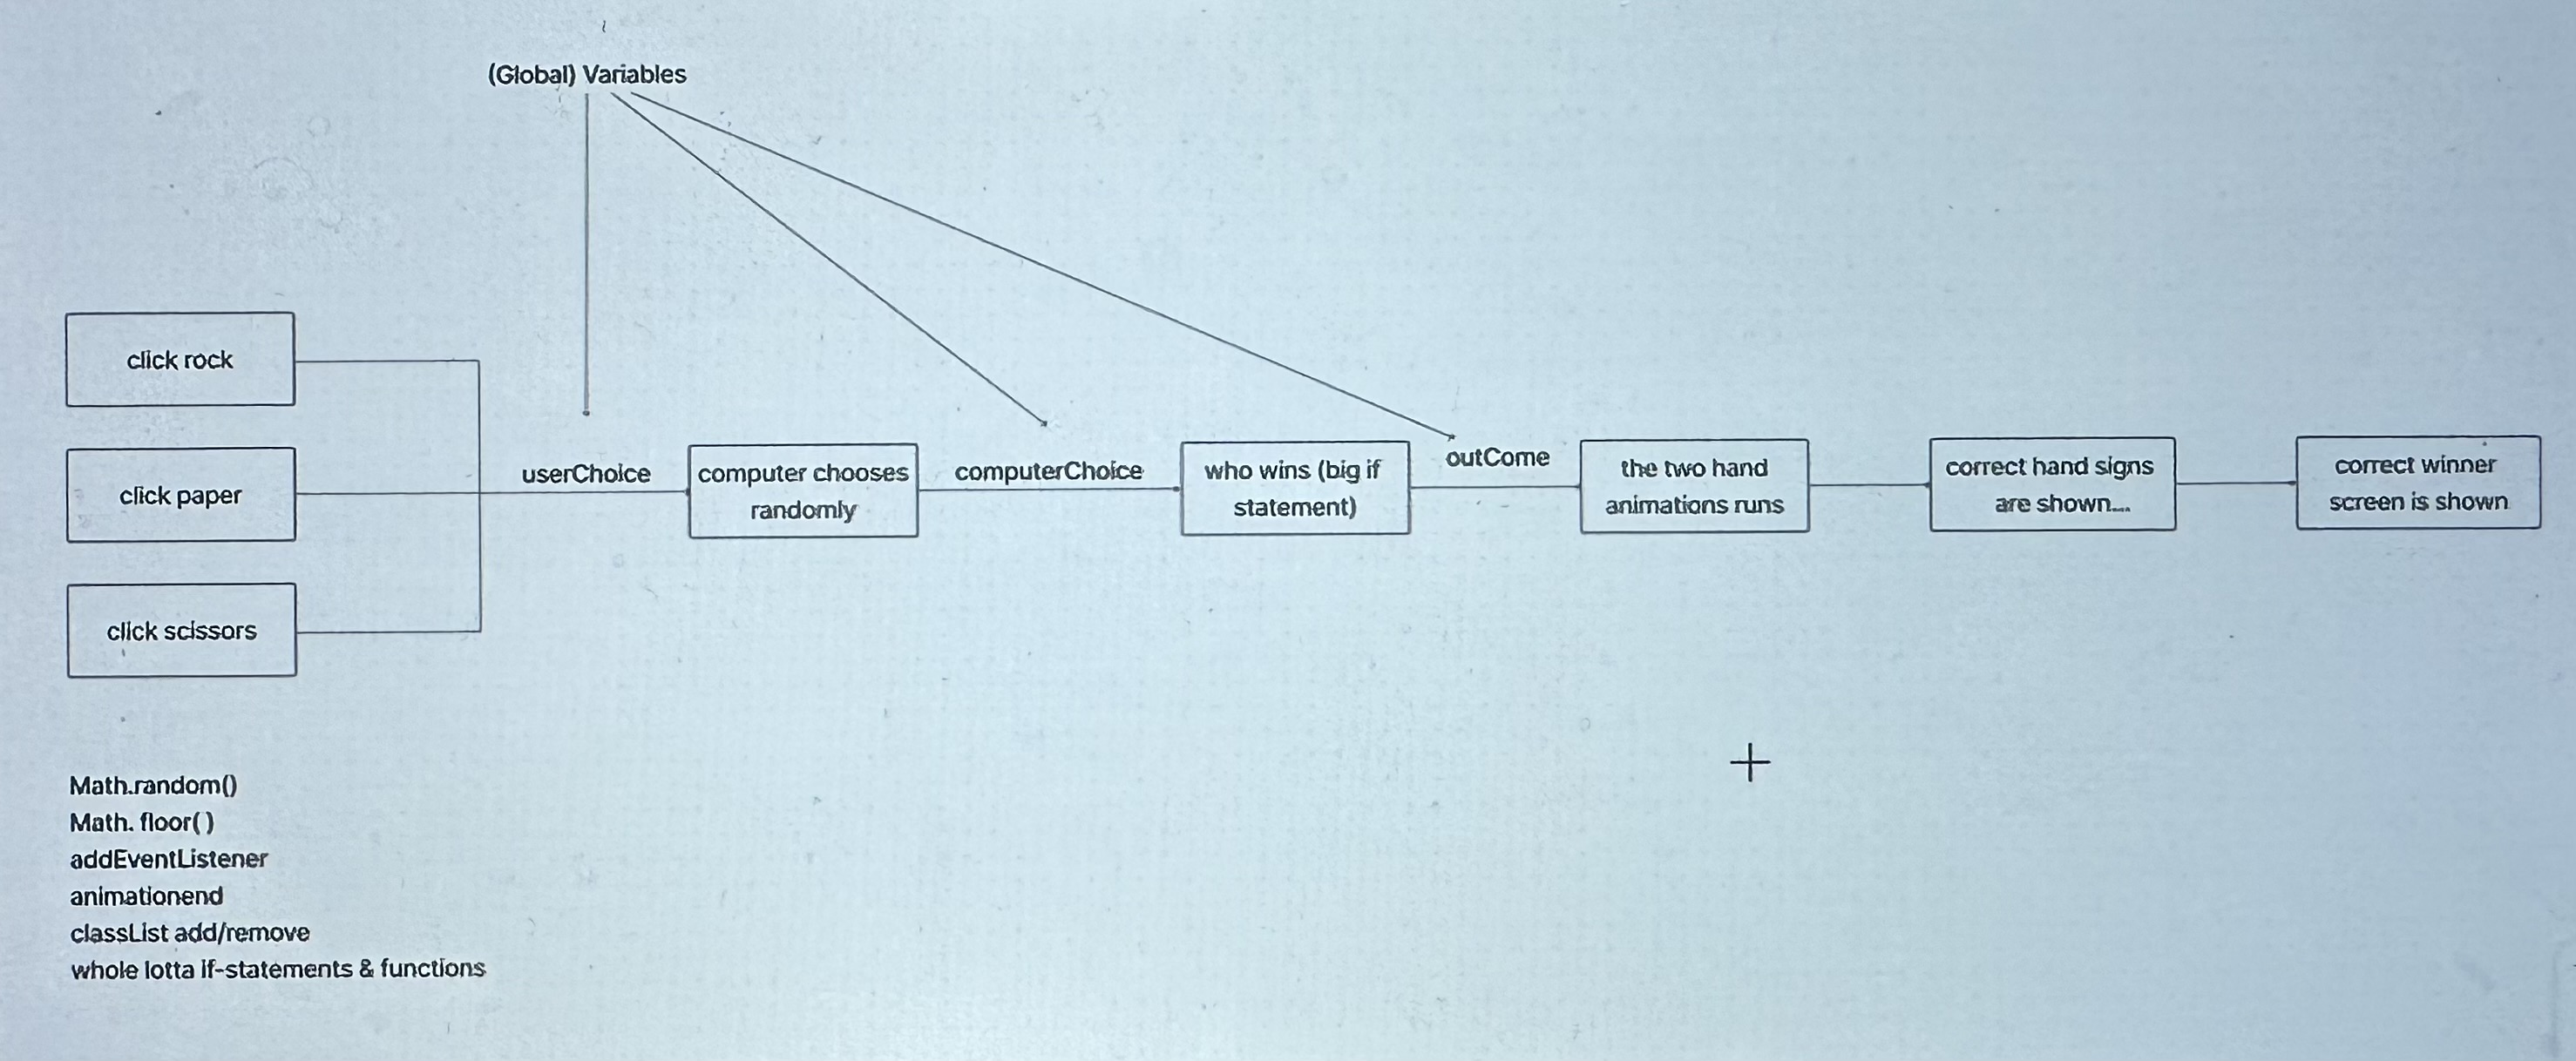 (Global) Variables
click rock
click paper
click scissors
userChoice
computer chooses
randomly
computerChoice
who wins (big if
statement)
outCome
the two hand
animations runs
correct hand signs
are shown....
correct winner
screen is shown
Math.random()
Math. floor( )
addEventListener
animationend
classList add/remove
whole lotta if-statements & functions